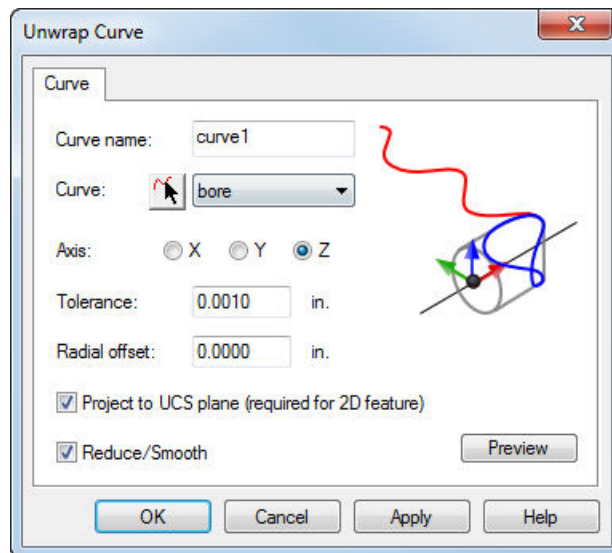 Unwrap Curve
Curve
Curve name: curve1
Curve: bore
Axis: X Y Z
Tolerance: 0.0010 in.
Radial offset: 0.0000 in.
Project to UCS plane (required for 2D feature)
Reduce/Smooth Preview
OK Cancel Apply Help